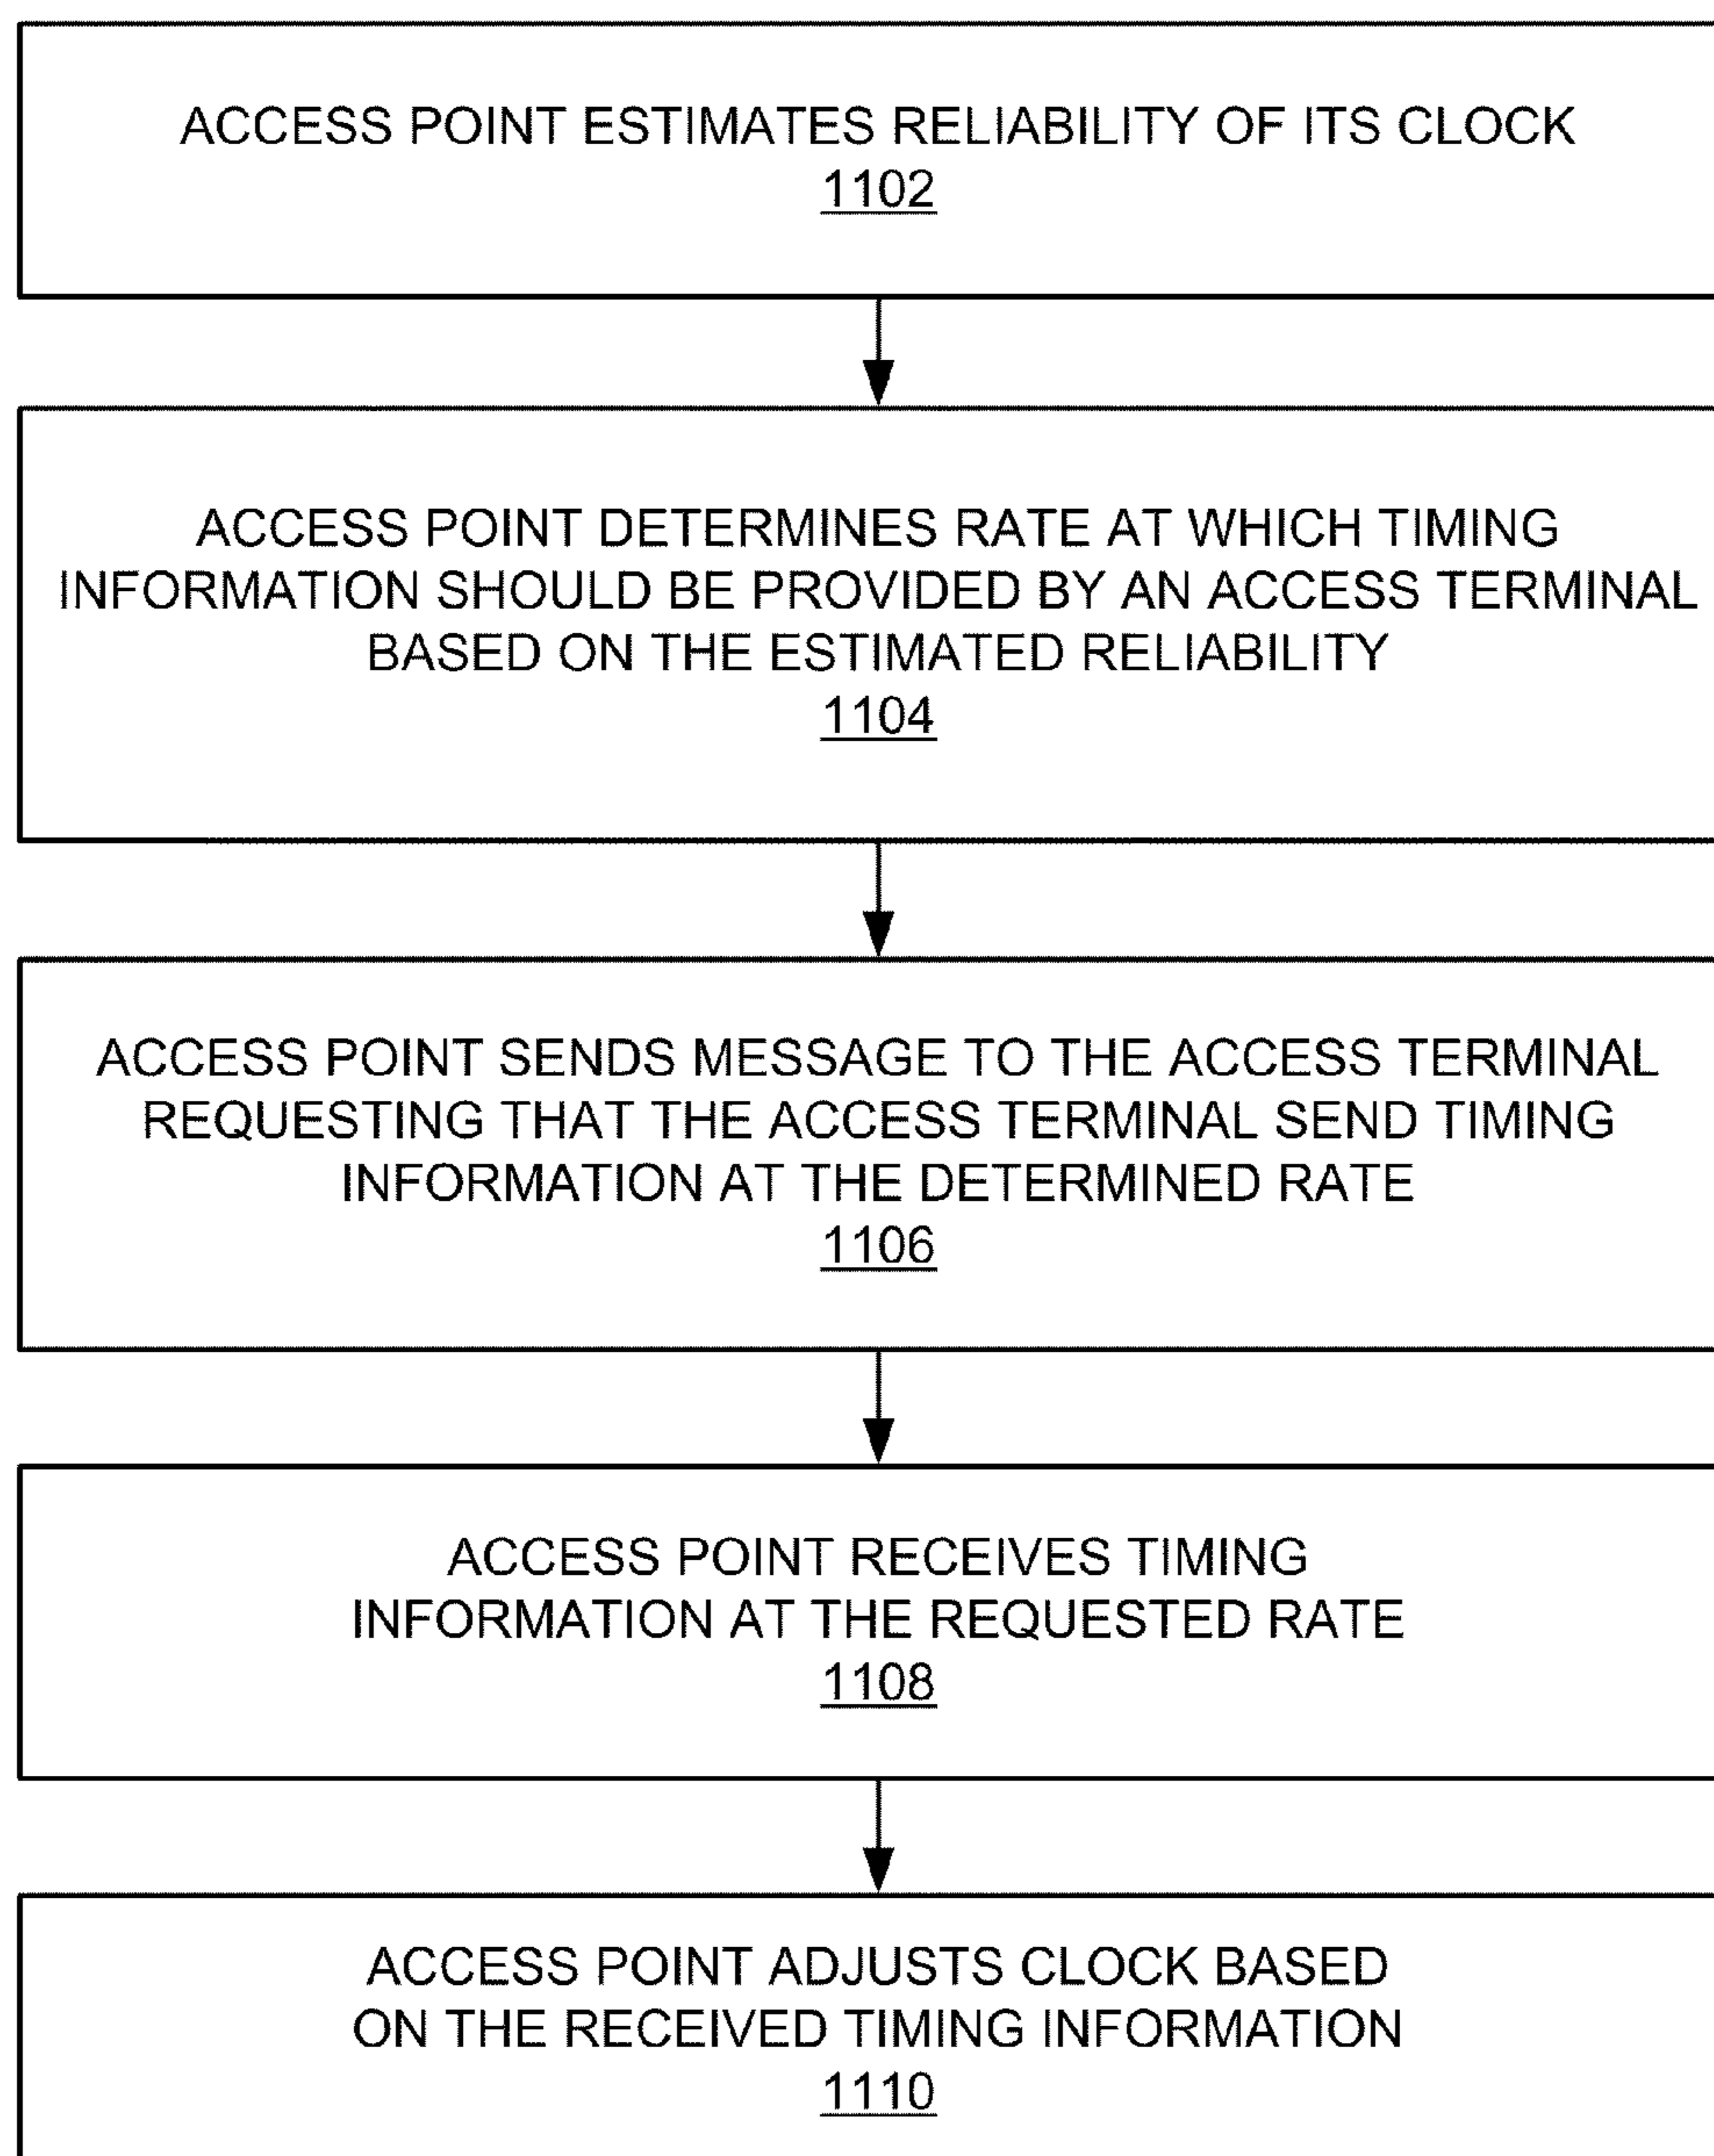 ACCESS POINT ESTIMATES RELIABILITY OF ITS CLOCK
1102
ACCESS POINT DETERMINES RATE AT WHICH TIMING
INFORMATION SHOULD BE PROVIDED BY AN ACCESS TERMINAL
BASED ON THE ESTIMATED RELIABILITY
1104
ACCESS POINT SENDS MESSAGE TO THE ACCESS TERMINAL
REQUESTING THAT THE ACCESS TERMINAL SEND TIMING
INFORMATION AT THE DETERMINED RATE
1106
ACCESS POINT RECEIVES TIMING
INFORMATION AT THE REQUESTED RATE
1108
ACCESS POINT ADJUSTS CLOCK BASED
ON THE RECEIVED TIMING INFORMATION
1110